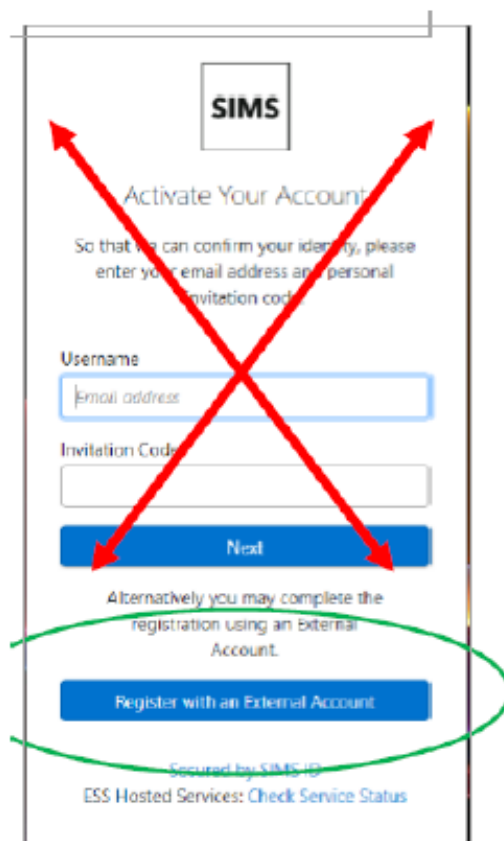 SIMS
Activate Your Account
So that we can confirm your identity, please
enter your email address and personal
invitation code.
Username
Email address
Invitation Code
Next
Alternatively you may complete the
registration using an External
Account.
Register with an External Account
Secured by SIMS ID
ESS Hosted Services: Check Service Status